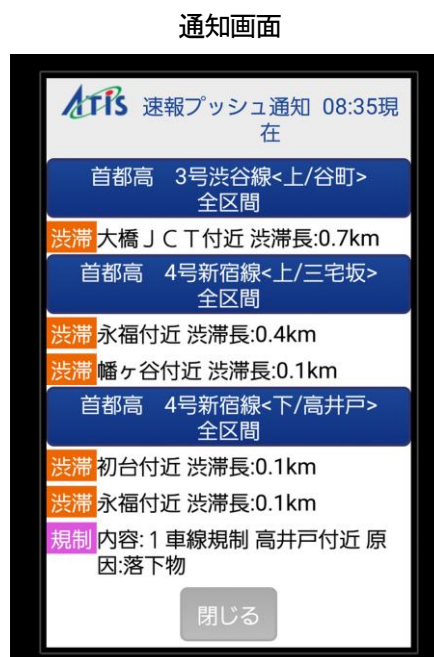 通知画面
ATIS 速報プッシュ通知 08:35現
在
首都高　3号渋谷線<上/谷町>
全区間
渋滞 大橋ＪＣＴ付近 渋滞長:0.7km
首都高　4号新宿線<上/三宅坂>
全区間
渋滞 永福付近 渋滞長:0.4km
渋滞 幡ヶ谷付近 渋滞長:0.1km
首都高　4号新宿線<下/高井戸>
全区間
渋滞 初台付近 渋滞長:0.1km
渋滞 永福付近 渋滞長:0.1km
規制 内容:１車線規制 高井戸付近 原
因:落下物
閉じる